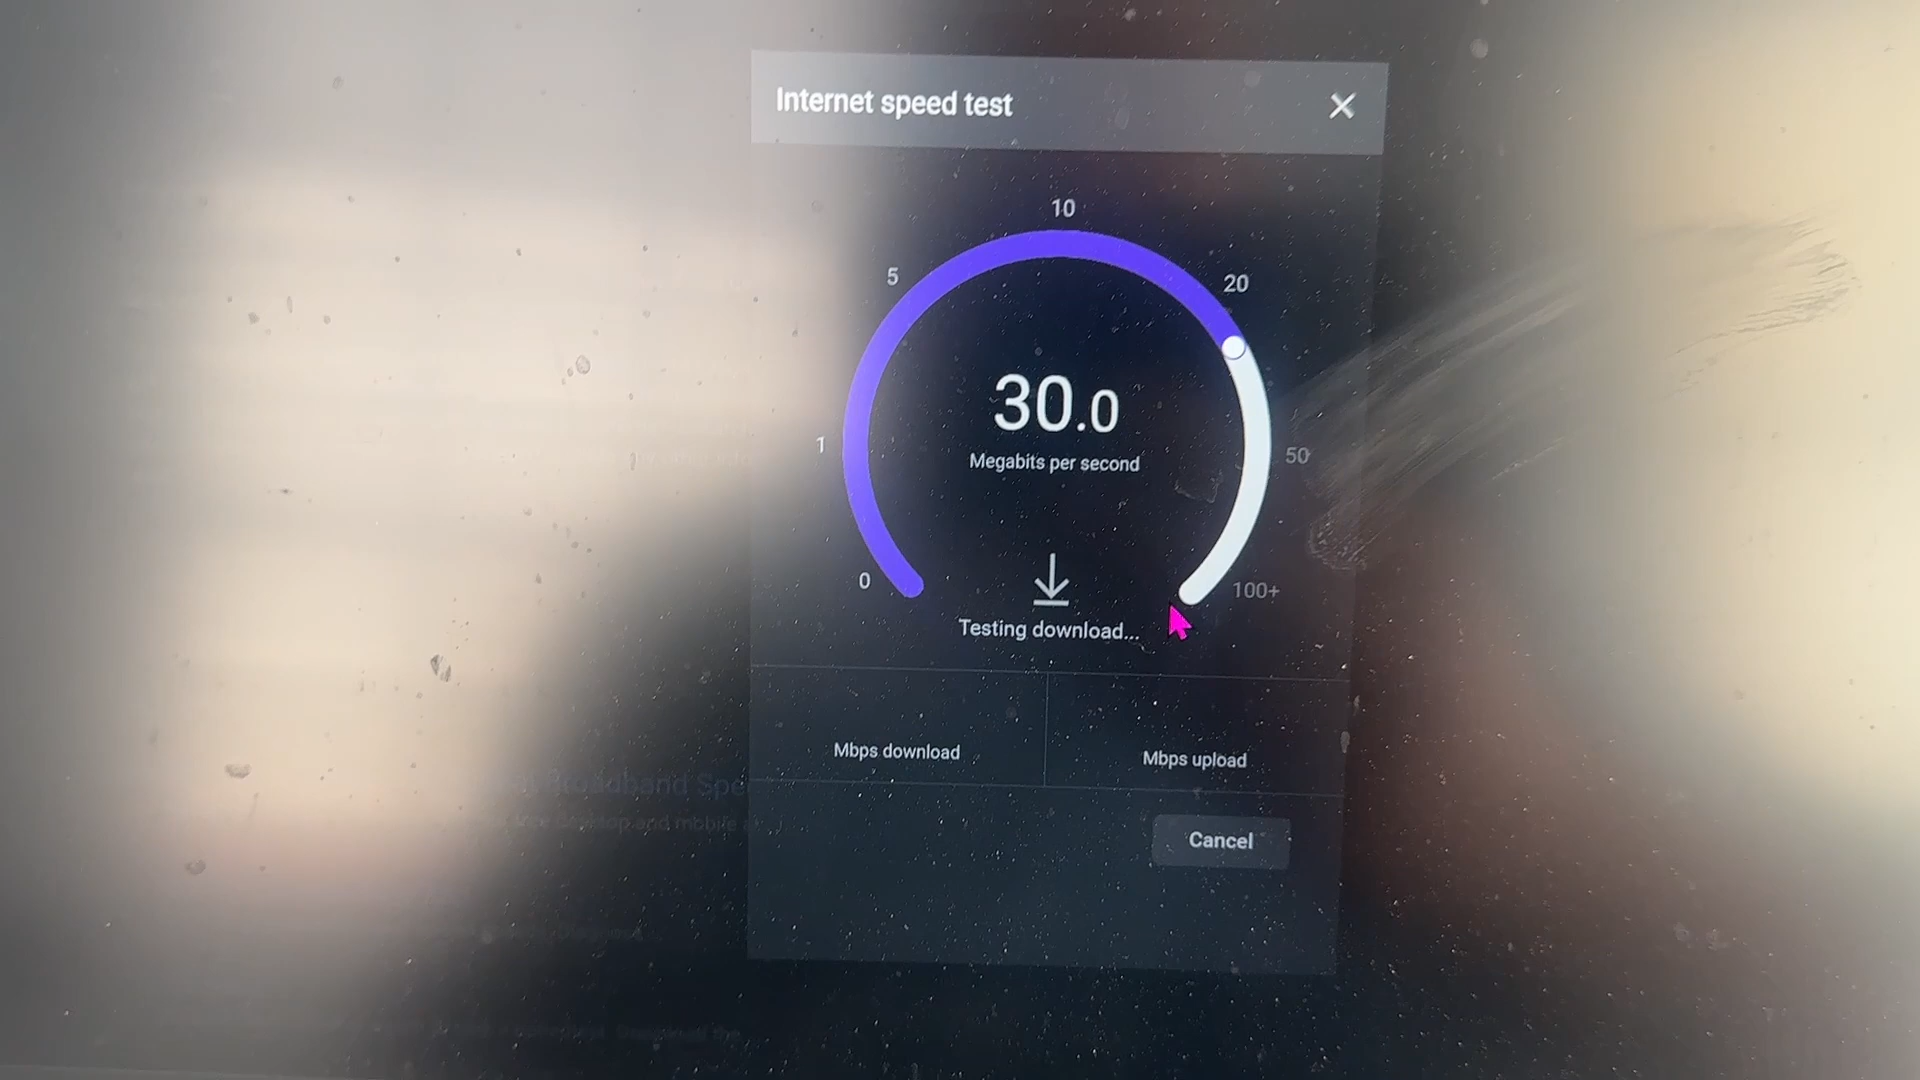 Internet speed test
10
5
20
30.0
1
50
Megabits per second
0
100+
Testing download...
Mbps download
Mbps upload
Cancel